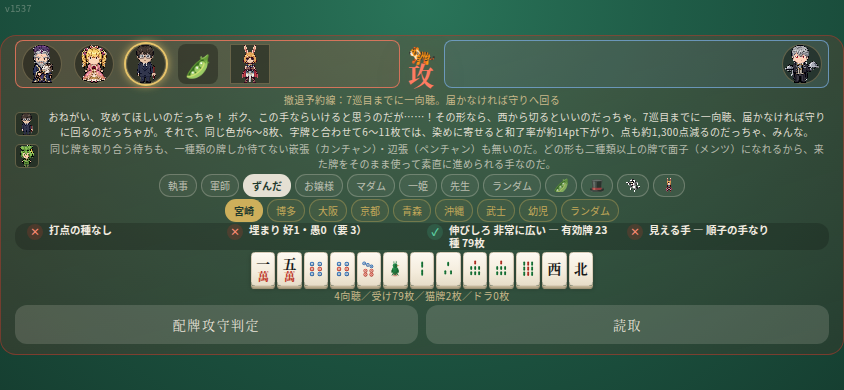 v1537
攻
撤退予約線：7巡目までに一向聴。届かなければ守りへ回る
おねがい、攻めてほしいのだっちゃ！ ボク、この手ならいけると思うのだが……！その形なら、西から切るといいのだっちゃ。7巡目までに一向聴、届かなければ守り
に回るのだっちゃが。それで、同じ色が6〜8枚、字牌と合わせて6〜11枚では、染めに寄せると和了率が約14pt下がり、点も約1,300点減るのだっちゃ、みんな。
同じ牌を取り合う待ちも、一種類の牌しか待てない嵌張（カンチャン）・辺張（ペンチャン）も無いのだ。どの形も二種類以上の牌で面子（メンツ）になれるから、来
た牌をそのまま使って素直に進められる手なのだ。
執事 軍師 ずんだ お嬢様 マダム 一姫 先生 ランダム
宮崎 博多 大阪 京都 青森 沖縄 武士 幼児 ランダム
打点の種なし 埋まり 好1・愚0（要 3） 伸びしろ 非常に広い ― 有効牌 23
種 79枚 見える手 ― 順子の手なり
一萬 五萬 西 北
4向聴／受け79枚／猫牌2枚／ドラ0枚
配牌攻守判定 読取